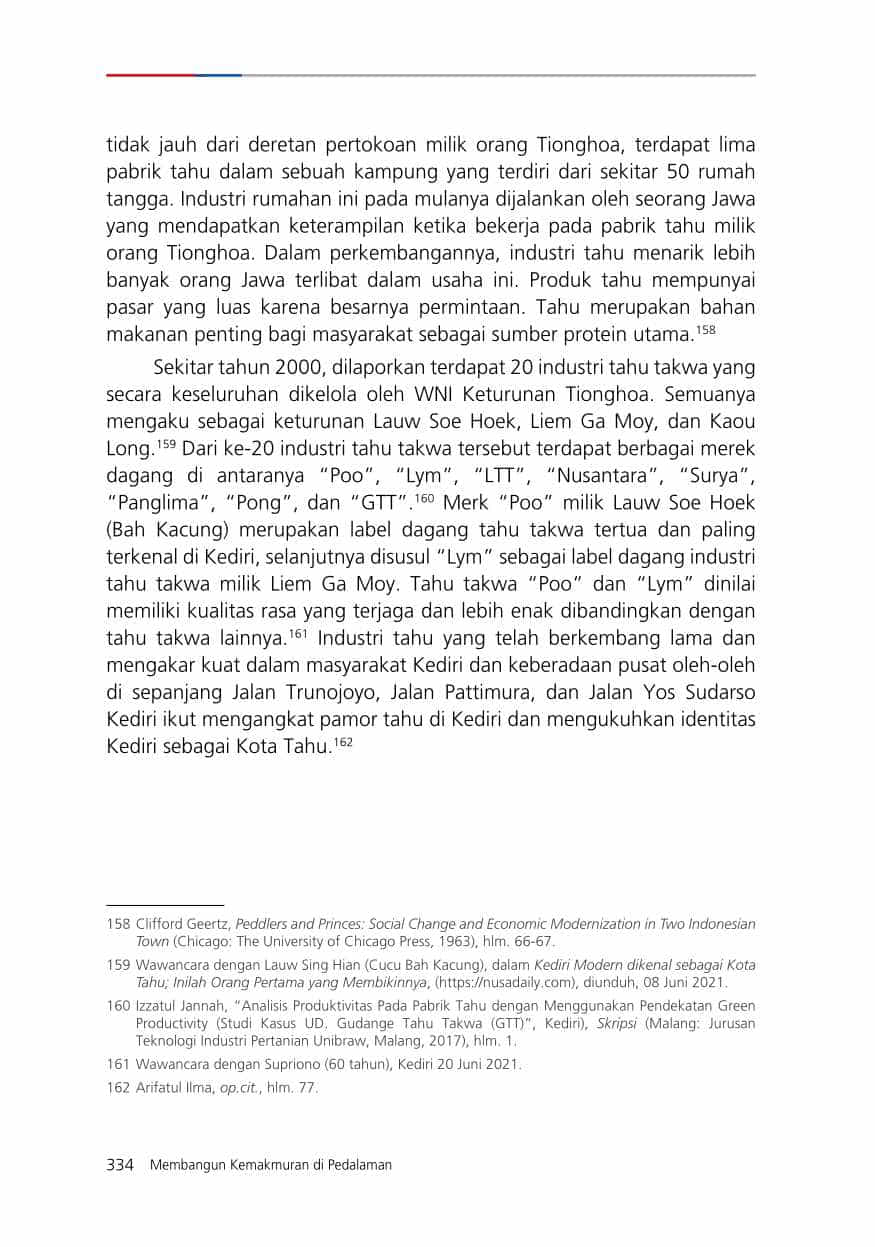 tidak jauh dari deretan pertokoan milik orang Tionghoa, terdapat lima
pabrik tahu dalam sebuah kampung yang terdiri dari sekitar 50 rumah
tangga. Industri rumahan ini pada mulanya dijalankan oleh seorang Jawa
yang mendapatkan keterampilan ketika bekerja pada pabrik tahu milik
orang Tionghoa. Dalam perkembangannya, industri tahu menarik lebih
banyak orang Jawa terlibat dalam usaha ini. Produk tahu mempunyai
pasar yang luas karena besarnya permintaan. Tahu merupakan bahan
makanan penting bagi masyarakat sebagai sumber protein utama.158
Sekitar tahun 2000, dilaporkan terdapat 20 industri tahu takwa yang
secara keseluruhan dikelola oleh WNI Keturunan Tionghoa. Semuanya
mengaku sebagai keturunan Lauw Soe Hoek, Liem Ga Moy, dan Kaou
Long.159 Dari ke-20 industri tahu takwa tersebut terdapat berbagai merek
dagang di antaranya “Poo”, “Lym”, “LTT”, “Nusantara”, “Surya”,
“Panglima”, “Pong”, dan “GTT”.160 Merk “Poo” milik Lauw Soe Hoek
(Bah Kacung) merupakan label dagang tahu takwa tertua dan paling
terkenal di Kediri, selanjutnya disusul “Lym” sebagai label dagang industri
tahu takwa milik Liem Ga Moy. Tahu takwa “Poo” dan “Lym” dinilai
memiliki kualitas rasa yang terjaga dan lebih enak dibandingkan dengan
tahu takwa lainnya.161 Industri tahu yang telah berkembang lama dan
mengakar kuat dalam masyarakat Kediri dan keberadaan pusat oleh-oleh
di sepanjang Jalan Trunojoyo, Jalan Pattimura, dan Jalan Yos Sudarso
Kediri ikut mengangkat pamor tahu di Kediri dan mengukuhkan identitas
Kediri sebagai Kota Tahu.162
158 Clifford Geertz, Peddlers and Princes: Social Change and Economic Modernization in Two Indonesian
Town (Chicago: The University of Chicago Press, 1963), hlm. 66-67.
159 Wawancara dengan Lauw Sing Hian (Cucu Bah Kacung), dalam Kediri Modern dikenal sebagai Kota
Tahu; Inilah Orang Pertama yang Membikinnya, (https://nusadaily.com), diunduh, 08 Juni 2021.
160 Izzatul Jannah, “Analisis Produktivitas Pada Pabrik Tahu dengan Menggunakan Pendekatan Green
Productivity (Studi Kasus UD. Gudange Tahu Takwa (GTT)”, Kediri), Skripsi (Malang: Jurusan
Teknologi Industri Pertanian Unibraw, Malang, 2017), hlm. 1.
161 Wawancara dengan Supriono (60 tahun), Kediri 20 Juni 2021.
162 Arifatul Ilma, op.cit., hlm. 77.
334 Membangun Kemakmuran di Pedalaman